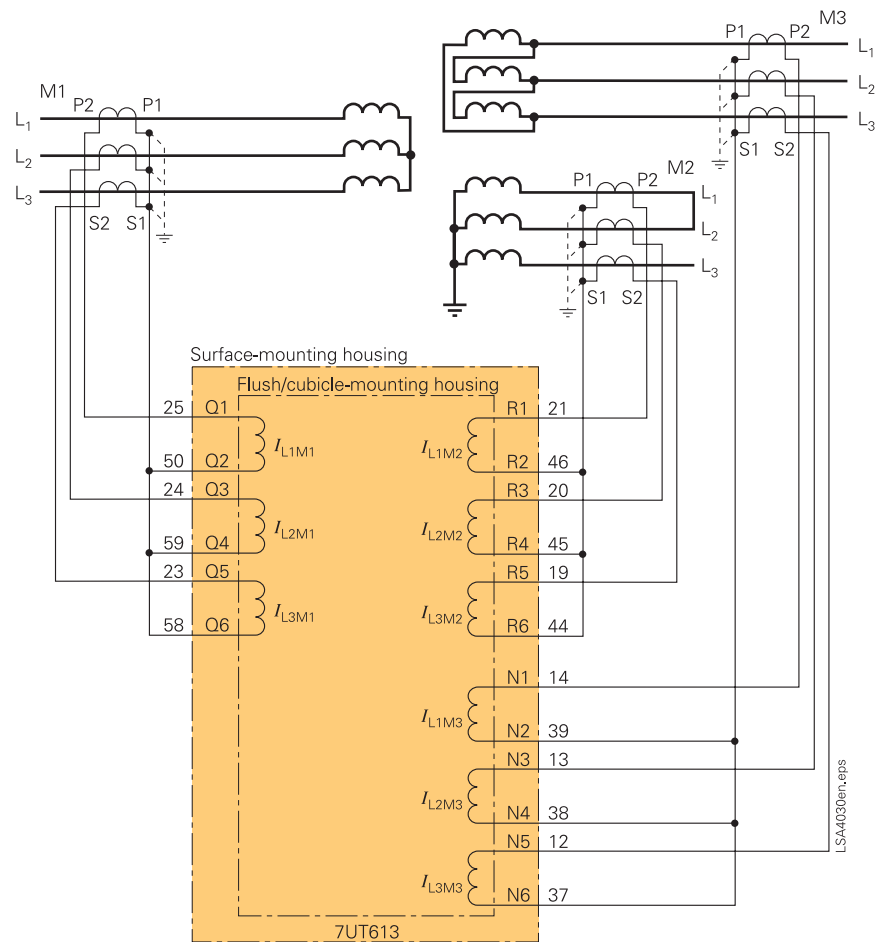 M3
P1 P2
L1
L2
L3
S1 S2
M1
P2 P1
L1
L2
L3
S2 S1
M2
P1 P2
L1
L2
L3
S1 S2
Surface-mounting housing
Flush/cubicle-mounting housing
25 Q1
IL1M1
50 Q2
24 Q3
IL2M1
59 Q4
23 Q5
IL3M1
58 Q6
R1 21
IL1M2
R2 46
R3 20
IL2M2
R4 45
R5 19
IL3M2
R6 44
N1 14
IL1M3
N2 39
N3 13
IL2M3
N4 38
N5 12
IL3M3
N6 37
7UT613
LSA4030en.eps